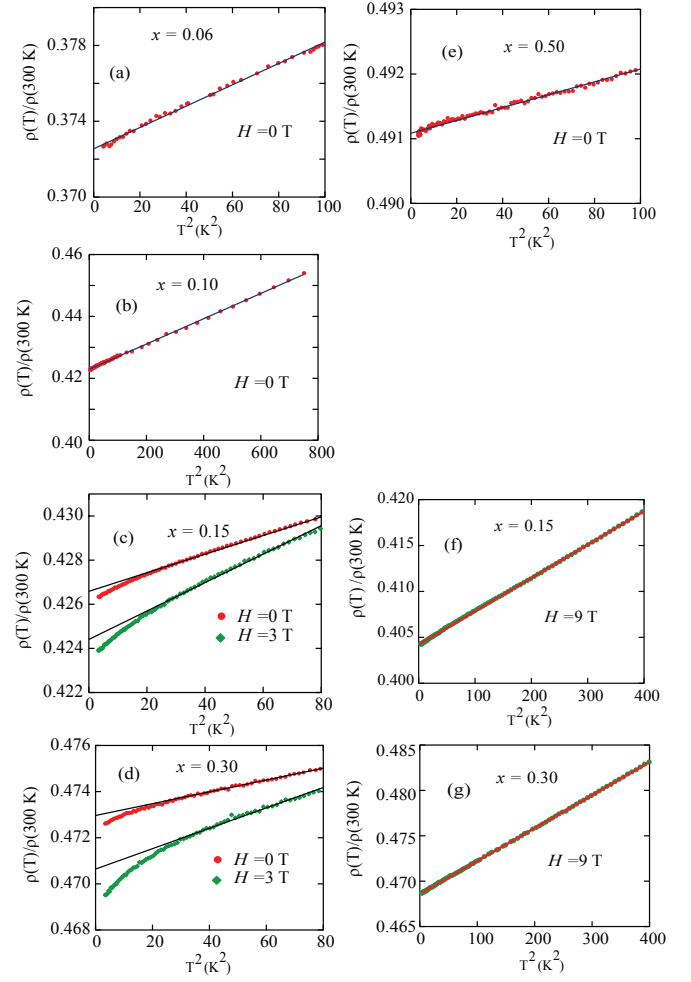 0.378
0.374
0.370
ρ(T)/ρ(300 K)
x = 0.06
(a)
H =0 T
0 20 40 60 80 100
T²(K²)
0.493
0.492
0.491
0.490
ρ(T)/ρ(300 K)
(e)
x = 0.50
H =0 T
0 20 40 60 80 100
T²(K²)
0.46
0.44
0.42
0.40
ρ(T)/ρ(300 K)
x = 0.10
(b)
H =0 T
0 200 400 600 800
T²(K²)
0.430
0.428
0.426
0.424
0.422
ρ(T)/ρ(300 K)
(c)
x = 0.15
H =0 T
H =3 T
0 20 40 60 80
T²(K²)
0.420
0.415
0.410
0.405
0.400
ρ(T) /ρ(300 K)
x = 0.15
(f)
H =9 T
0 100 200 300 400
T²(K²)
0.476
0.474
0.472
0.470
0.468
ρ(T)/ρ(300 K)
(d)
x = 0.30
H =0 T
H =3 T
0 20 40 60 80
T²(K²)
0.485
0.480
0.475
0.470
0.465
ρ(T)/ρ(300 K)
(g)
x = 0.30
H =9 T
0 100 200 300 400
T²(K²)